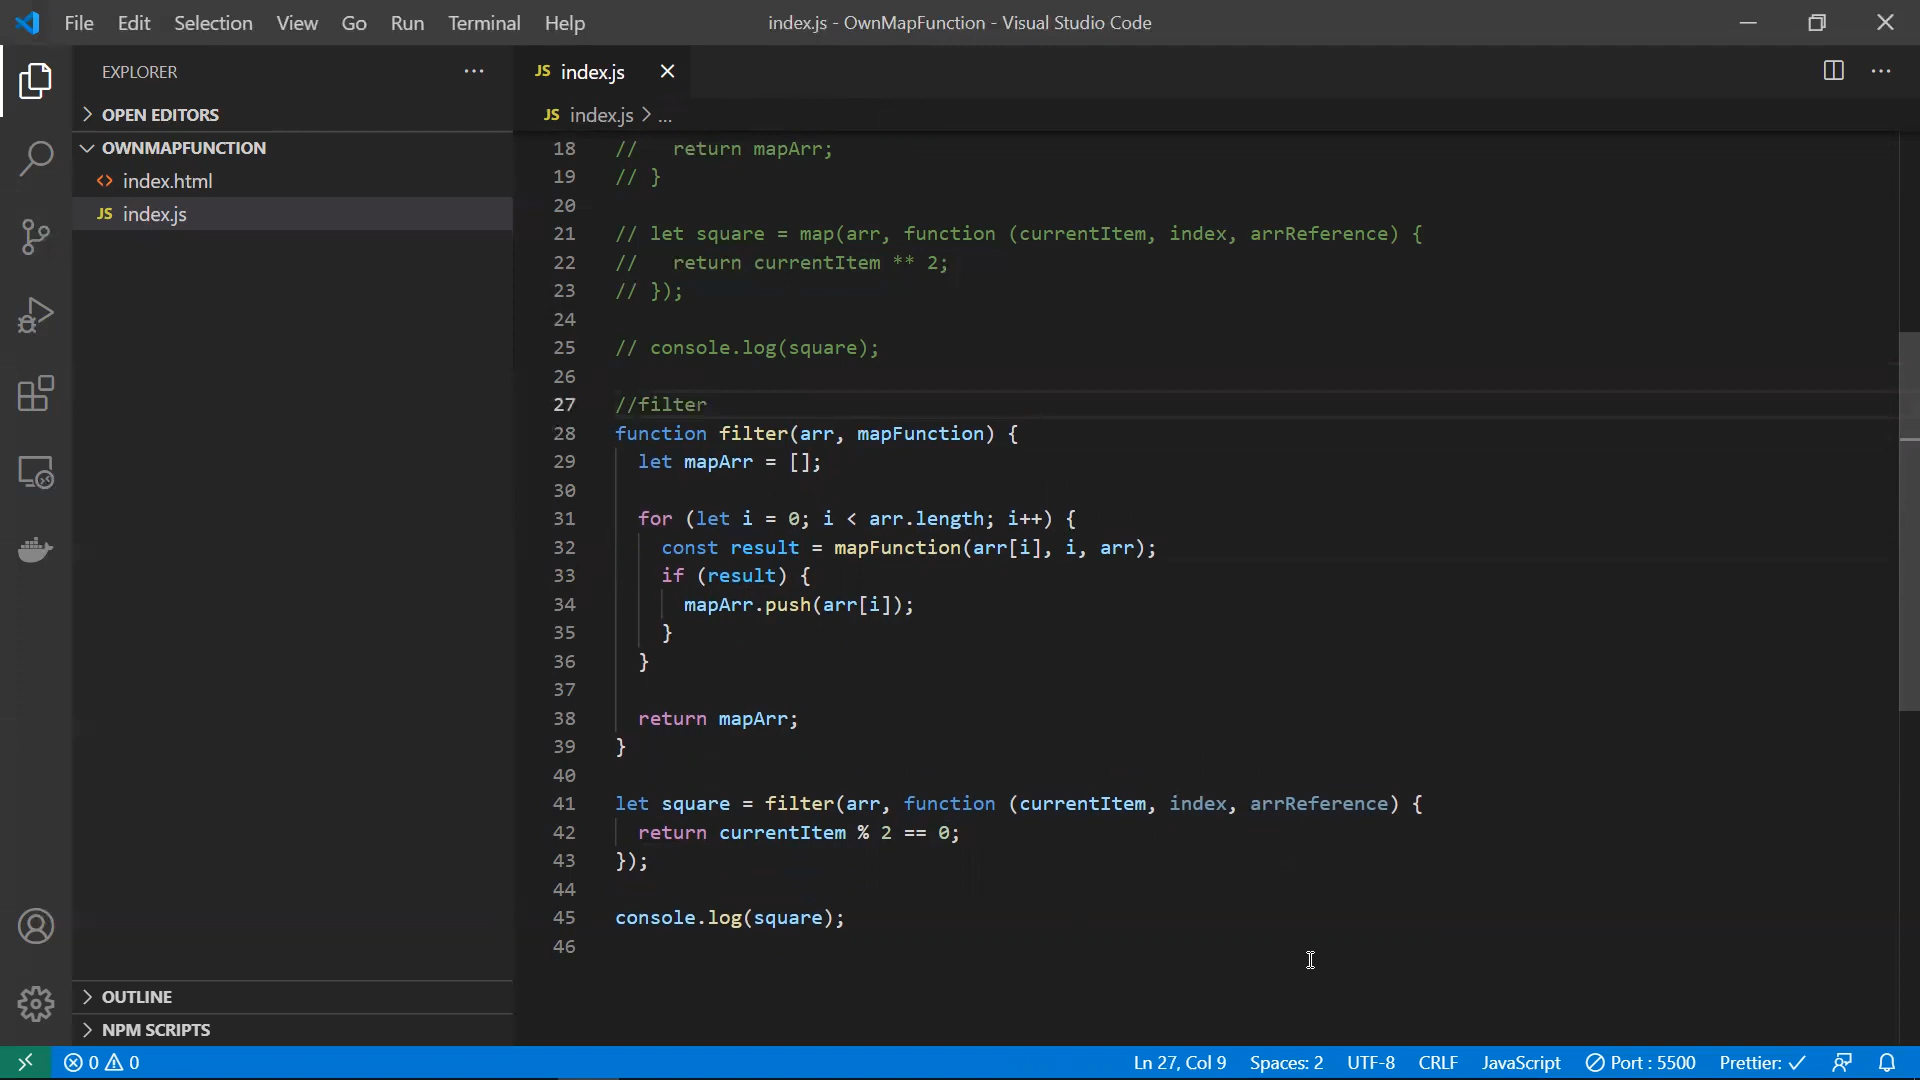 File Edit Selection View Go Run Terminal Help index.js - OwnMapFunction - Visual Studio Code
EXPLORER
OPEN EDITORS
OWNMAPFUNCTION
index.html
JS index.js
OUTLINE
NPM SCRIPTS
JS index.js
JS index.js > ...
18 //   return mapArr;
19 // }
20
21 // let square = map(arr, function (currentItem, index, arrReference) {
22 //   return currentItem ** 2;
23 // });
24
25 // console.log(square);
26
27 //filter
28 function filter(arr, mapFunction) {
29   let mapArr = [];
30
31   for (let i = 0; i < arr.length; i++) {
32     const result = mapFunction(arr[i], i, arr);
33     if (result) {
34       mapArr.push(arr[i]);
35     }
36   }
37
38   return mapArr;
39 }
40
41 let square = filter(arr, function (currentItem, index, arrReference) {
42   return currentItem % 2 == 0;
43 });
44
45 console.log(square);
46
0 0 Ln 27, Col 9 Spaces: 2 UTF-8 CRLF JavaScript Port : 5500 Prettier: ✓